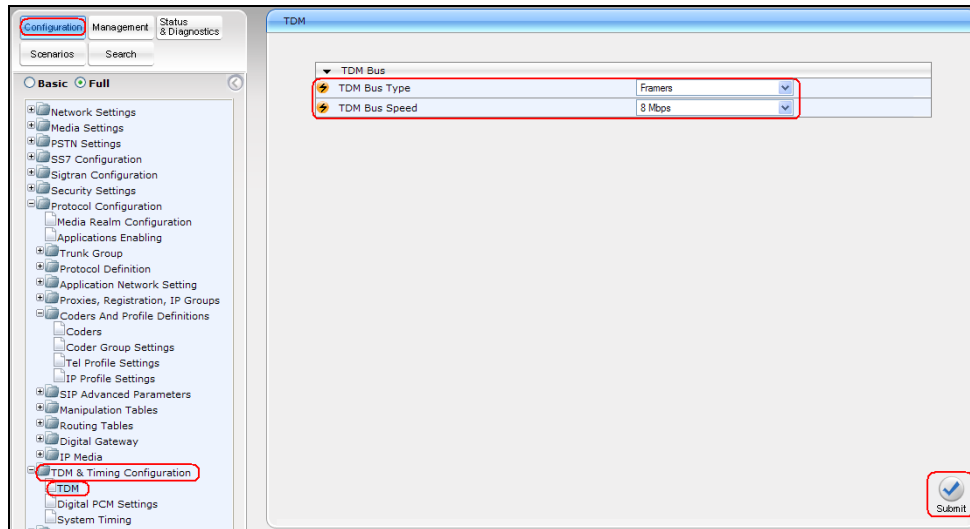 Configuration
Management
Status
& Diagnostics
Scenarios
Search
Basic
Full
Network Settings
Media Settings
PSTN Settings
SS7 Configuration
Sigtran Configuration
Security Settings
Protocol Configuration
Media Realm Configuration
Applications Enabling
Trunk Group
Protocol Definition
Application Network Setting
Proxies, Registration, IP Groups
Coders And Profile Definitions
Coders
Coder Group Settings
Tel Profile Settings
IP Profile Settings
SIP Advanced Parameters
Manipulation Tables
Routing Tables
Digital Gateway
IP Media
TDM & Timing Configuration
TDM
Digital PCM Settings
System Timing
TDM
TDM Bus
TDM Bus Type Framers
TDM Bus Speed 8 Mbps
Submit